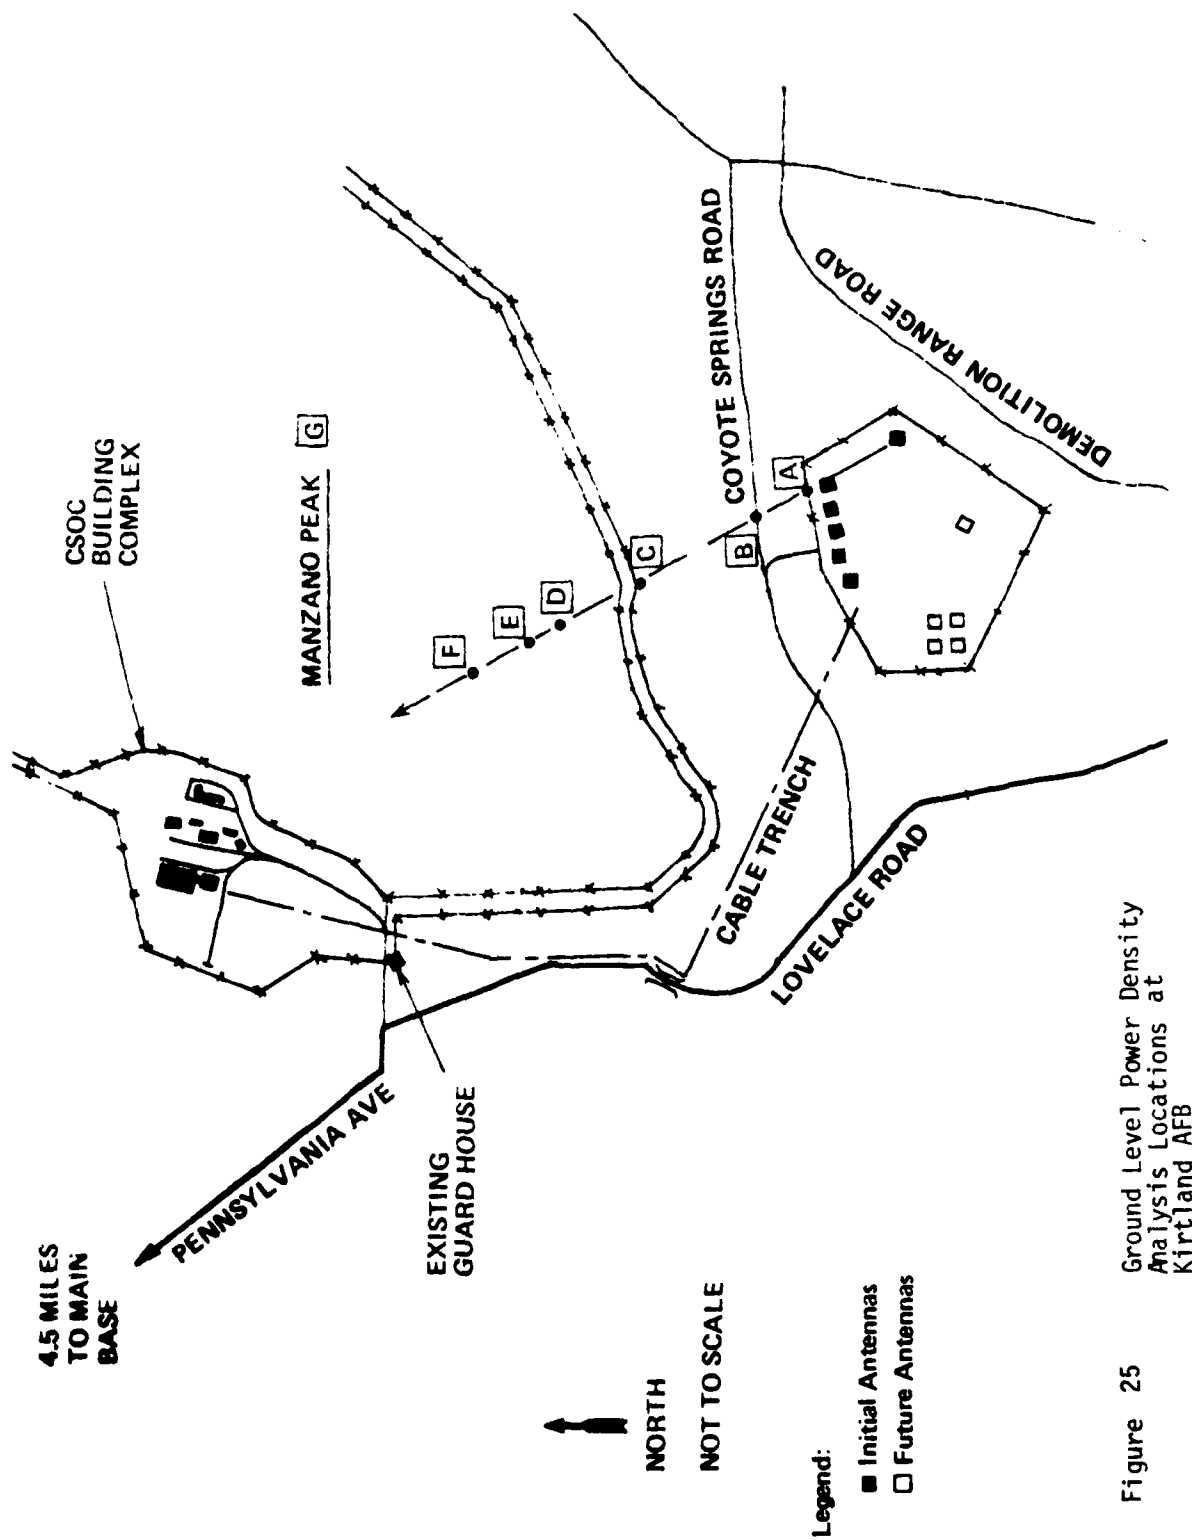 4.5 MILES
TO MAIN
BASE
PENNSYLVANIA AVE
EXISTING
GUARD HOUSE
CSOC
BUILDING
COMPLEX
MANZANO PEAK G
F
E
D
C
B
A
COYOTE SPRINGS ROAD
DEMOLITION RANGE ROAD
CABLE TRENCH
LOVELACE ROAD
NORTH
NOT TO SCALE
Legend:
Initial Antennas
Future Antennas
Figure 25 Ground Level Power Density
Analysis Locations at
Kirtland AFB